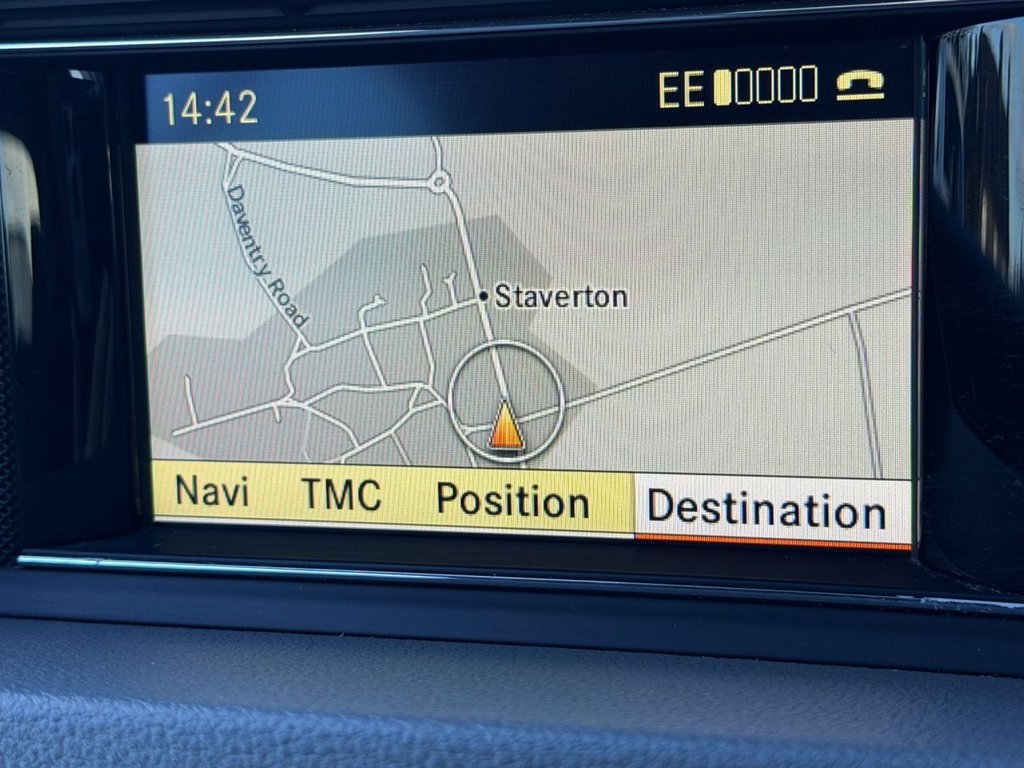 14:42 EE
Daventry Road
Staverton
Navi TMC Position Destination